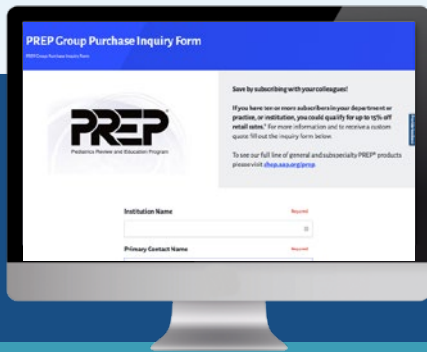 PREP Group Purchase Inquiry Form
PREP Group Purchase Inquiry Form
Save by subscribing with your colleagues!
If you have ten or more subscribers in your department or
practice, or institution, you could qualify for up to 15% off
retail rates.* For more information and to receive a custom
quote fill out the inquiry form below.
To see our full line of general and subspecialty PREP® products
please visit shop.aap.org/prep.
PREP®
Pediatrics Review and Education Program
Institution Name Required
Primary Contact Name Required